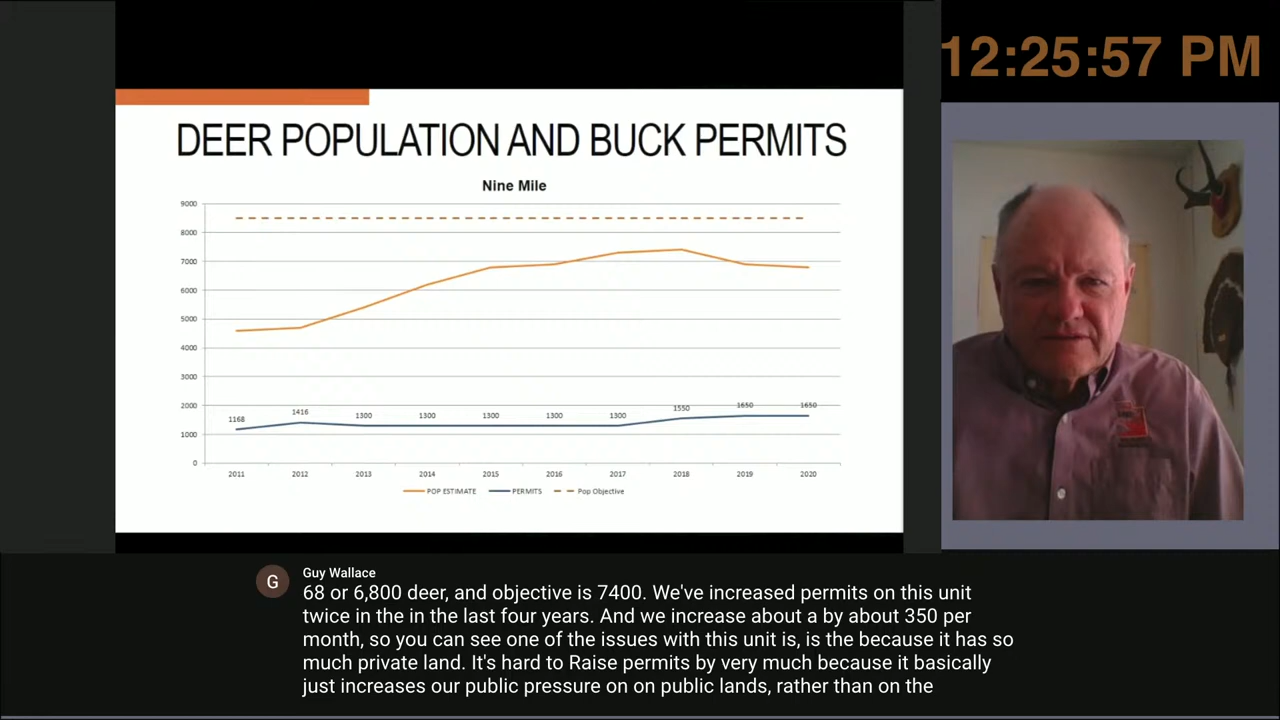 12:25:57 PM
DEER POPULATION AND BUCK PERMITS
Nine Mile
9000
8000
7000
6000
5000
4000
3000
2000
1000
0
1168
1416
1300
1300
1300
1300
1300
1550
1650
1650
2011
2012
2013
2014
2015
2016
2017
2018
2019
2020
POP ESTIMATE
PERMITS
Pop Objective
G
Guy Wallace
68 or 6,800 deer, and objective is 7400. We've increased permits on this unit
twice in the in the last four years. And we increase about a by about 350 per
month, so you can see one of the issues with this unit is, is the because it has so
much private land. It's hard to Raise permits by very much because it basically
just increases our public pressure on on public lands, rather than on the